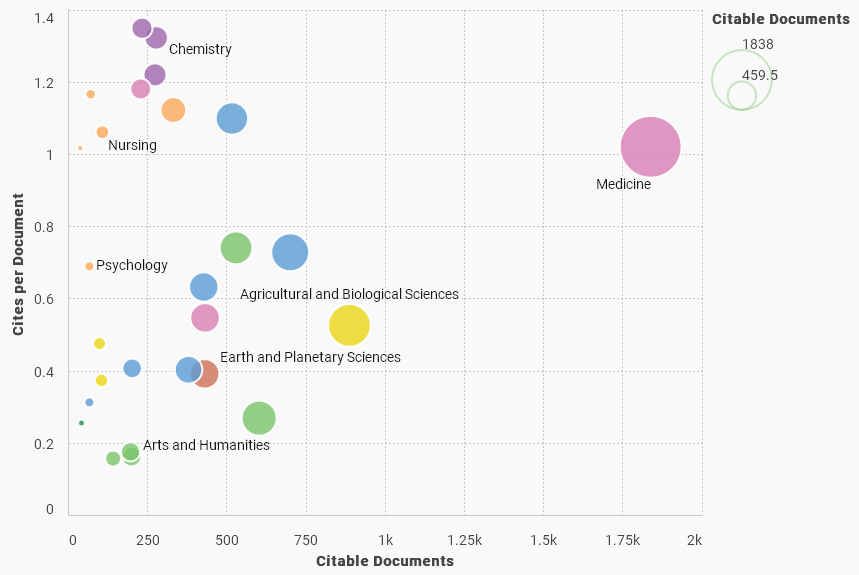 Citable Documents
1838
459.5
1.4
1.2
1
0.8
0.6
0.4
0.2
0
Cites per Document
Chemistry
Nursing
Medicine
Psychology
Agricultural and Biological Sciences
Earth and Planetary Sciences
Arts and Humanities
0 250 500 750 1k 1.25k 1.5k 1.75k 2k
Citable Documents